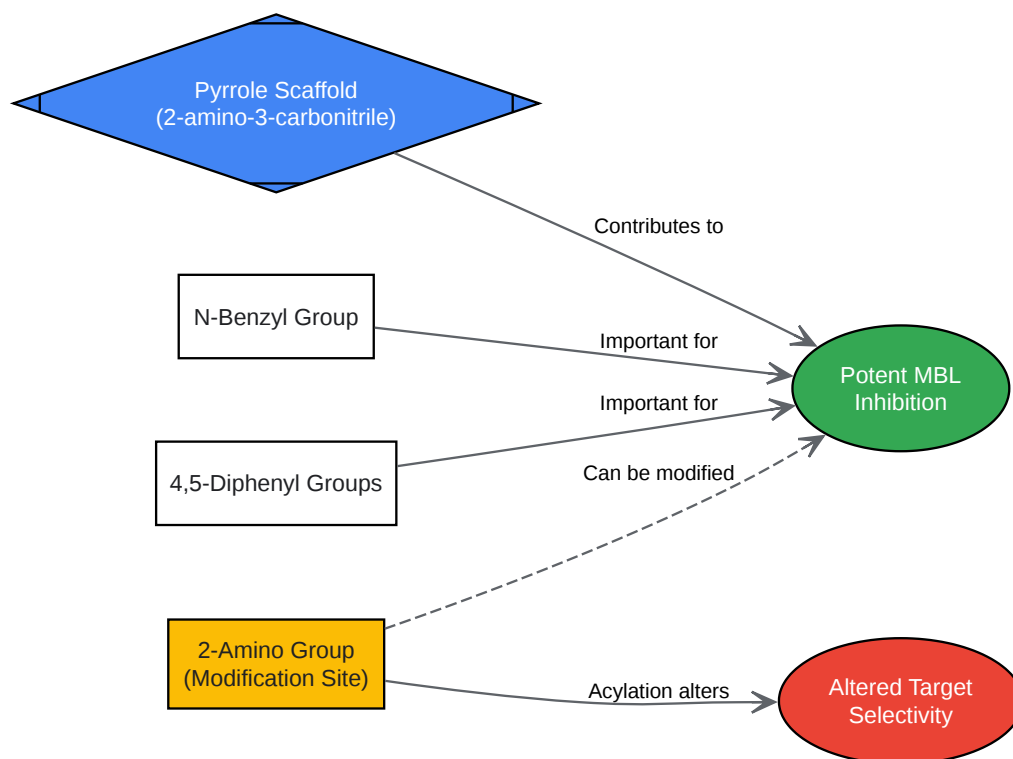 Pyrrole Scaffold
(2-amino-3-carbonitrile)
Contributes to
N-Benzyl Group
Important for
Potent MBL
Inhibition
Important for
4,5-Diphenyl Groups
Can be modified
2-Amino Group
(Modification Site)
Acylation alters
Altered Target
Selectivity